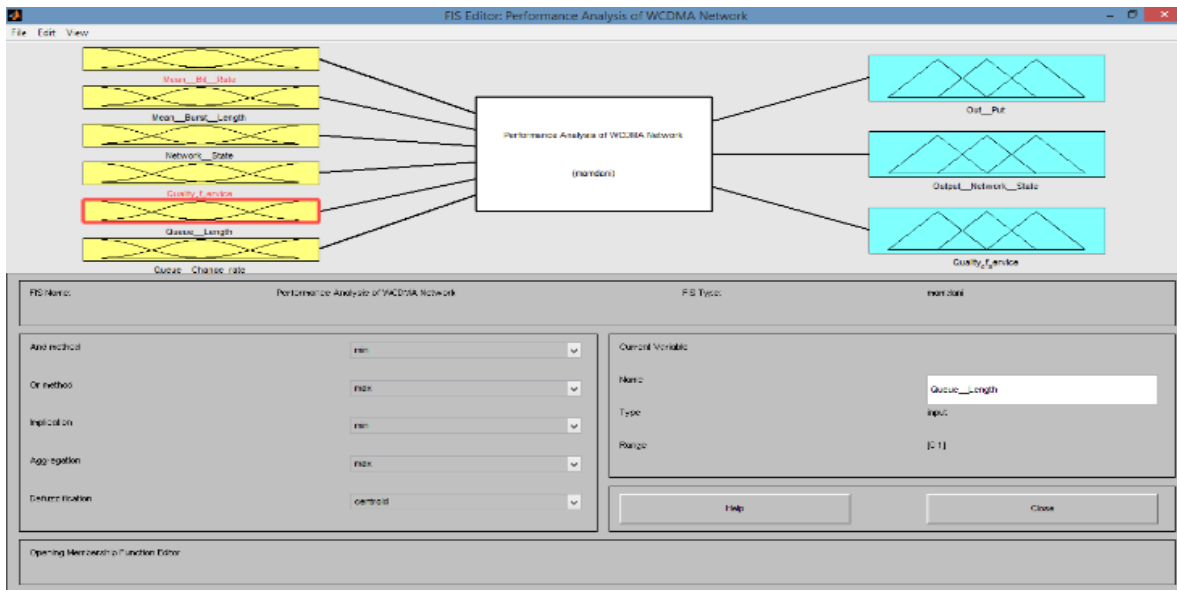 FIS Editor: Performance Analysis of WCDMA Network
File Edit View
Mean__Bit__Rate
Mean__Burst__Length
Network__State
Quality_f_ervice
Queue__Length
Queue__Change_rate
Performance Analysis of WCDMA Network
(mamdani)
Out__Put
Output__Network__State
Quality_f_ervice
FIS Name: Performance Analysis of WCDMA Network FIS Type: mamdani
And method min
Or method max
Implication min
Aggregation max
Defuzzification centroid
Current Variable
Name Queue__Length
Type input
Range [0 1]
Help Close
Opening Membership Function Editor